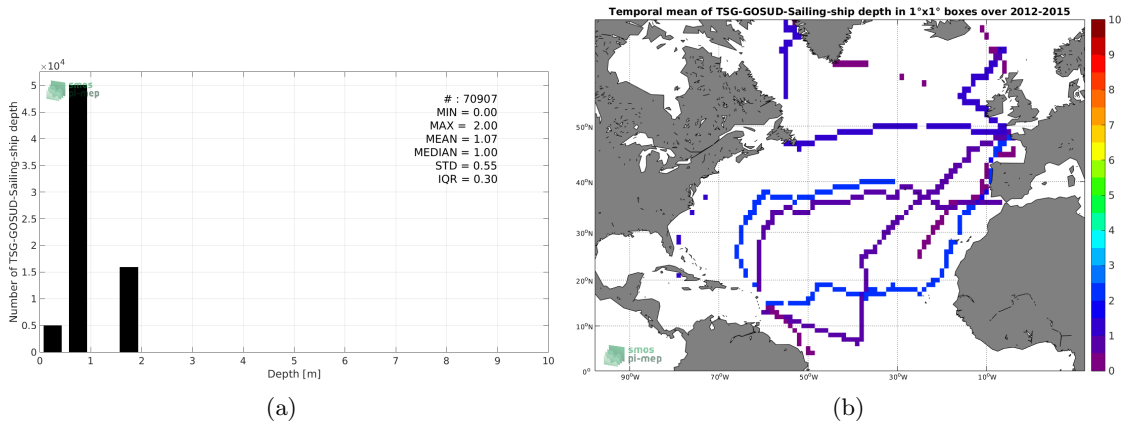 ×10⁴
5
4.5
4
3.5
3
2.5
2
1.5
1
0.5
0
Number of TSG-GOSUD-Sailing-ship depth
smos
pi-mep
# : 70907
MIN = 0.00
MAX = 2.00
MEAN = 1.07
MEDIAN = 1.00
STD = 0.55
IQR = 0.30
0 1 2 3 4 5 6 7 8 9 10
Depth [m]
(a)
Temporal mean of TSG-GOSUD-Sailing-ship depth in 1°x1° boxes over 2012-2015
50°N
40°N
30°N
20°N
10°N
0°
90°W 70°W 50°W 30°W 10°W
smos
pi-mep
10
9
8
7
6
5
4
3
2
1
0
(b)